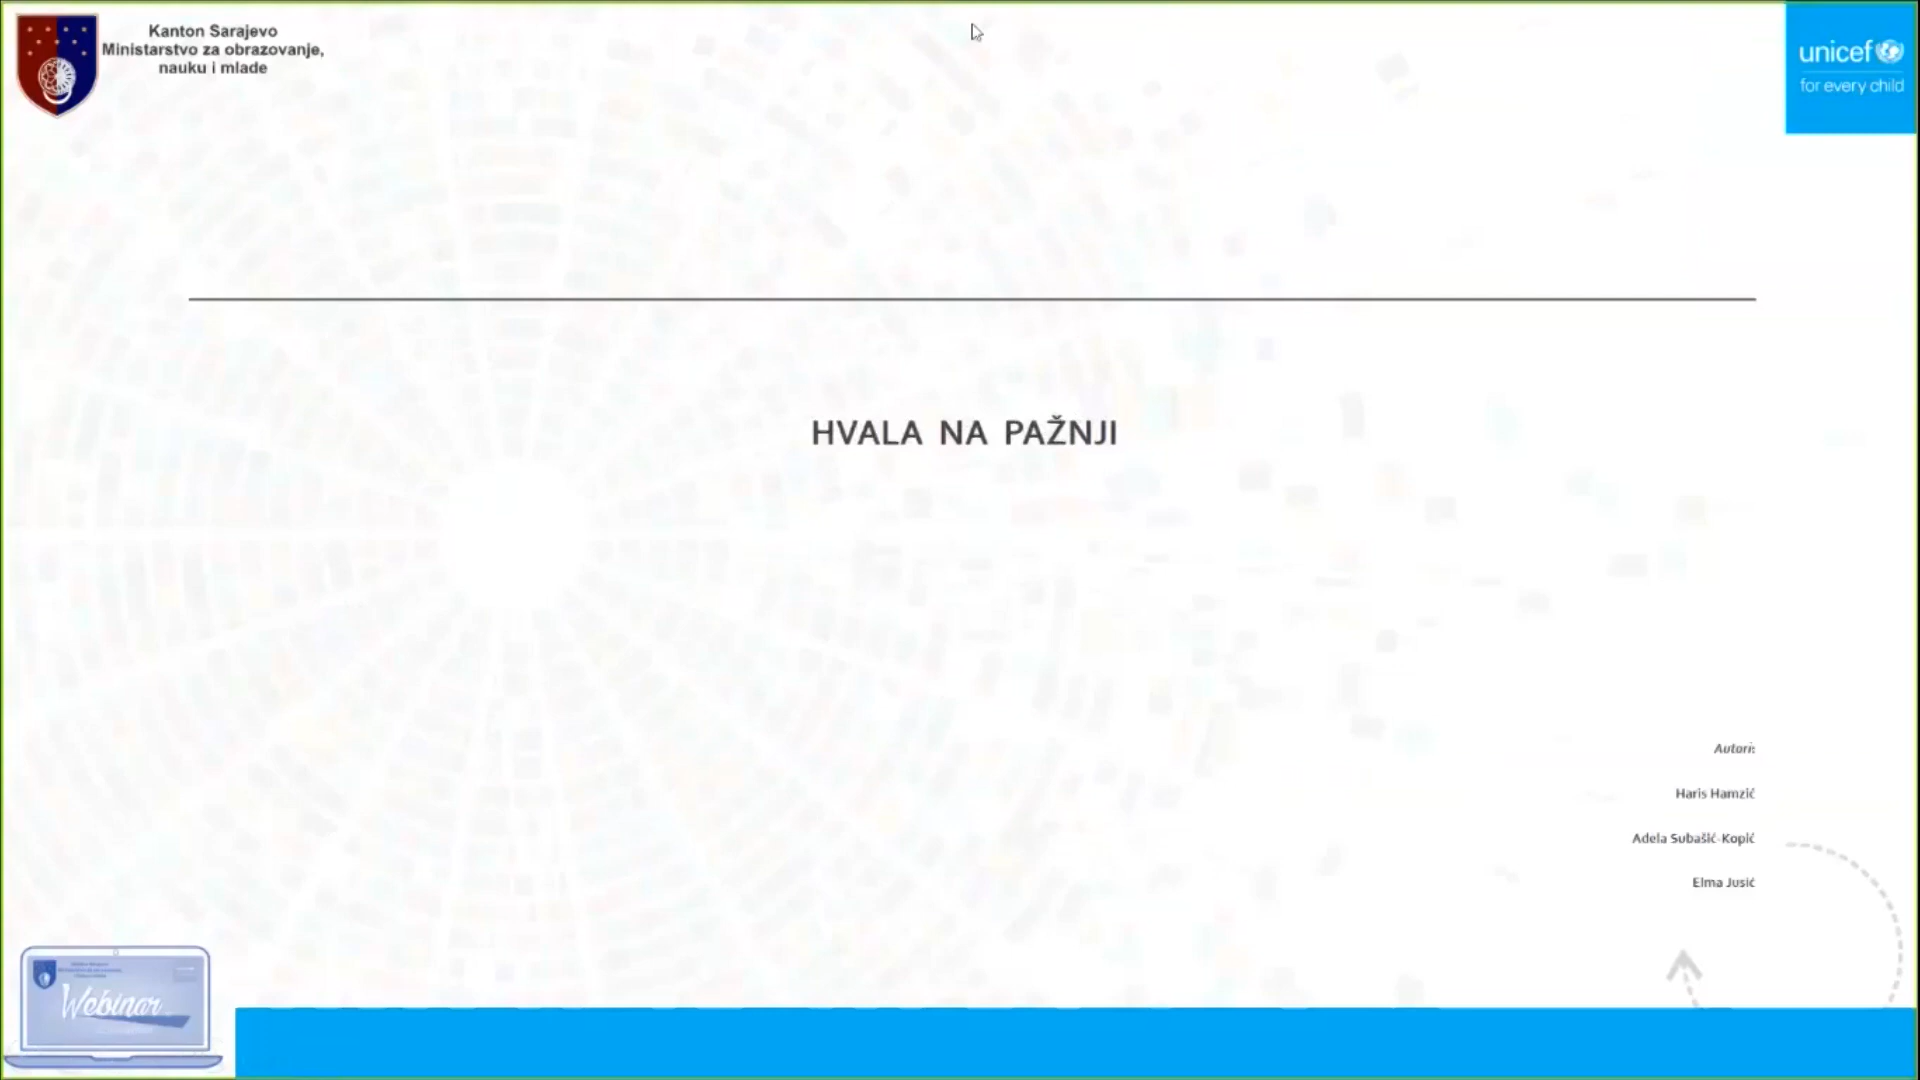 Kanton Sarajevo
Ministarstvo za obrazovanje,
nauku i mlade
unicef
for every child
HVALA NA PAŽNJI
Autori:
Haris Hamzić
Adela Subašić-Kopić
Elma Jusić
Webinar